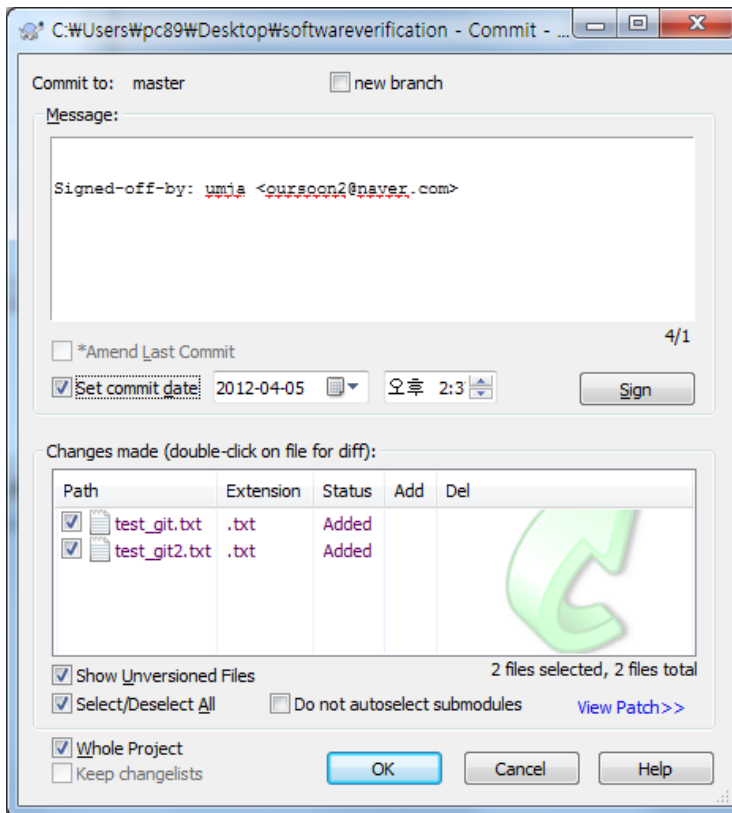 C:₩Users₩pc89₩Desktop₩softwareverification - Commit - ...
Commit to: master new branch
Message:
Signed-off-by: umja <oursoon2@naver.com>
4/1
*Amend Last Commit
Set commit date 2012-04-05 오후 2:3 Sign
Changes made (double-click on file for diff):
Path Extension Status Add Del
test_git.txt .txt Added
test_git2.txt .txt Added
Show Unversioned Files 2 files selected, 2 files total
Select/Deselect All Do not autoselect submodules View Patch>>
Whole Project
Keep changelists
OK Cancel Help